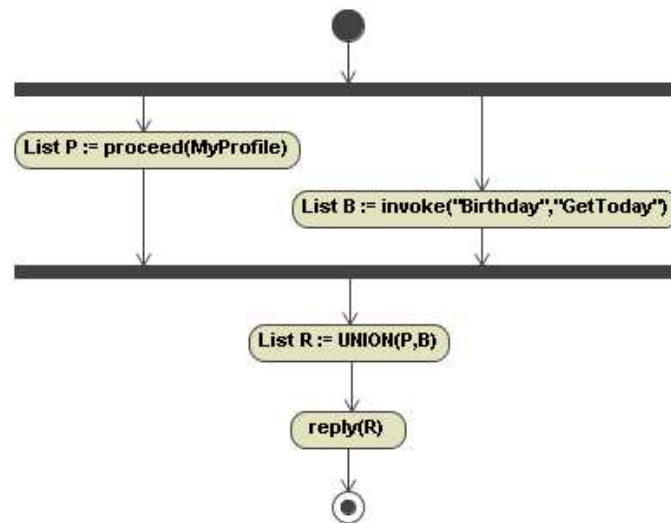 List P := proceed(MyProfile)
List B := invoke("Birthday","GetToday")
List R := UNION(P,B)
reply(R)